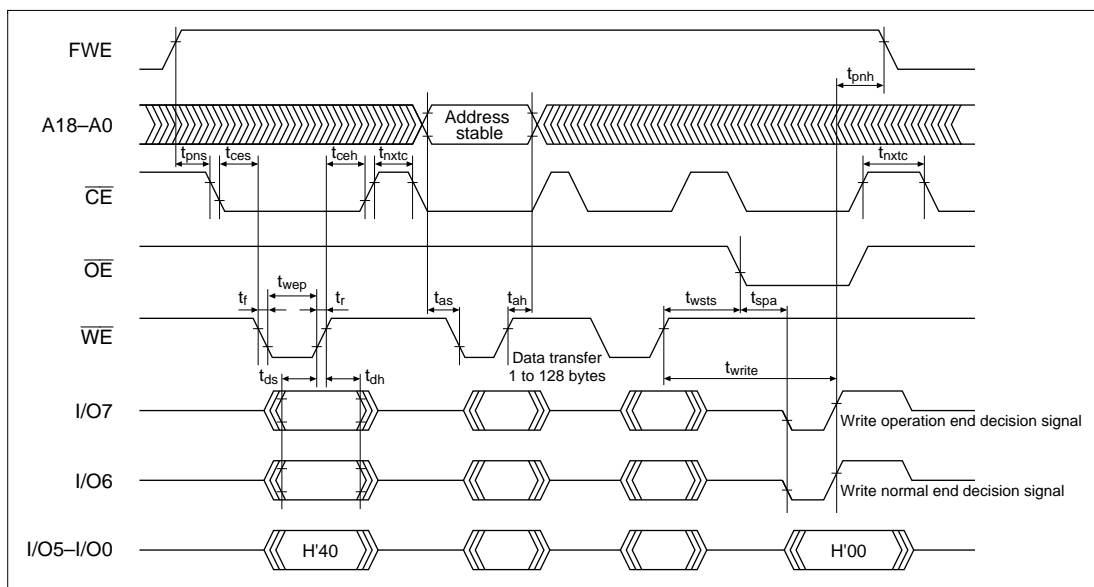 FWE
tpnh
A18–A0
Address
stable
tpns
tces
tceh
tnxtc
tnxtc
CE
OE
twep
tf
tr
tas
tah
twsts
tspa
WE
Data transfer
1 to 128 bytes
tds
tdh
twrite
I/O7
Write operation end decision signal
I/O6
Write normal end decision signal
I/O5–I/O0
H'40
H'00